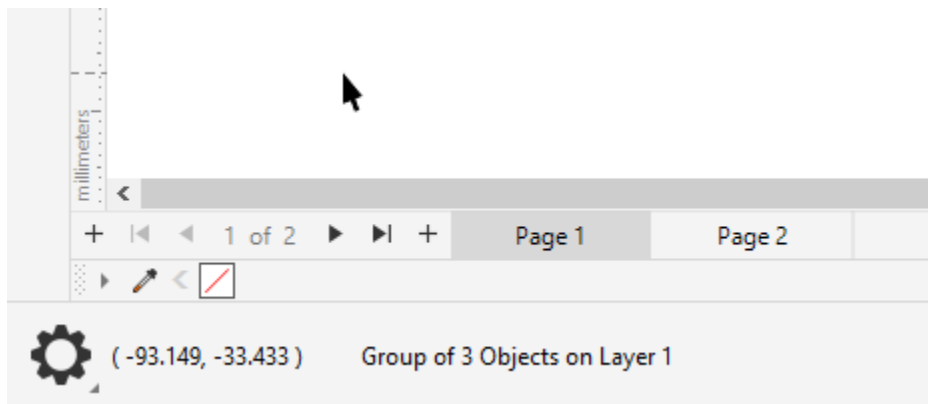 millimeters
1 of 2 Page 1 Page 2
( -93.149, -33.433 ) Group of 3 Objects on Layer 1